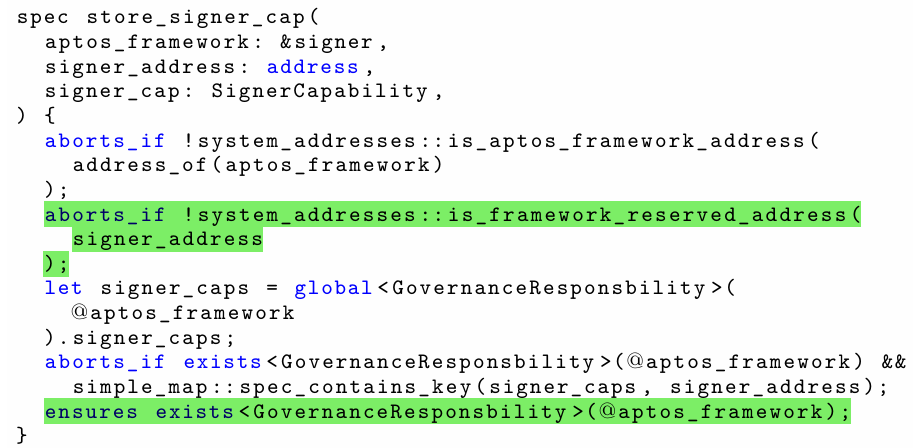 spec store_signer_cap(
aptos_framework: &signer,
signer_address: address,
signer_cap: SignerCapability,
) {
aborts_if !system_addresses::is_aptos_framework_address(
address_of(aptos_framework)
);
aborts_if !system_addresses::is_framework_reserved_address(
signer_address
);
let signer_caps = global<GovernanceResponsbility>(
@aptos_framework
).signer_caps;
aborts_if exists<GovernanceResponsbility>(@aptos_framework) &&
simple_map::spec_contains_key(signer_caps, signer_address);
ensures exists<GovernanceResponsbility>(@aptos_framework);
}